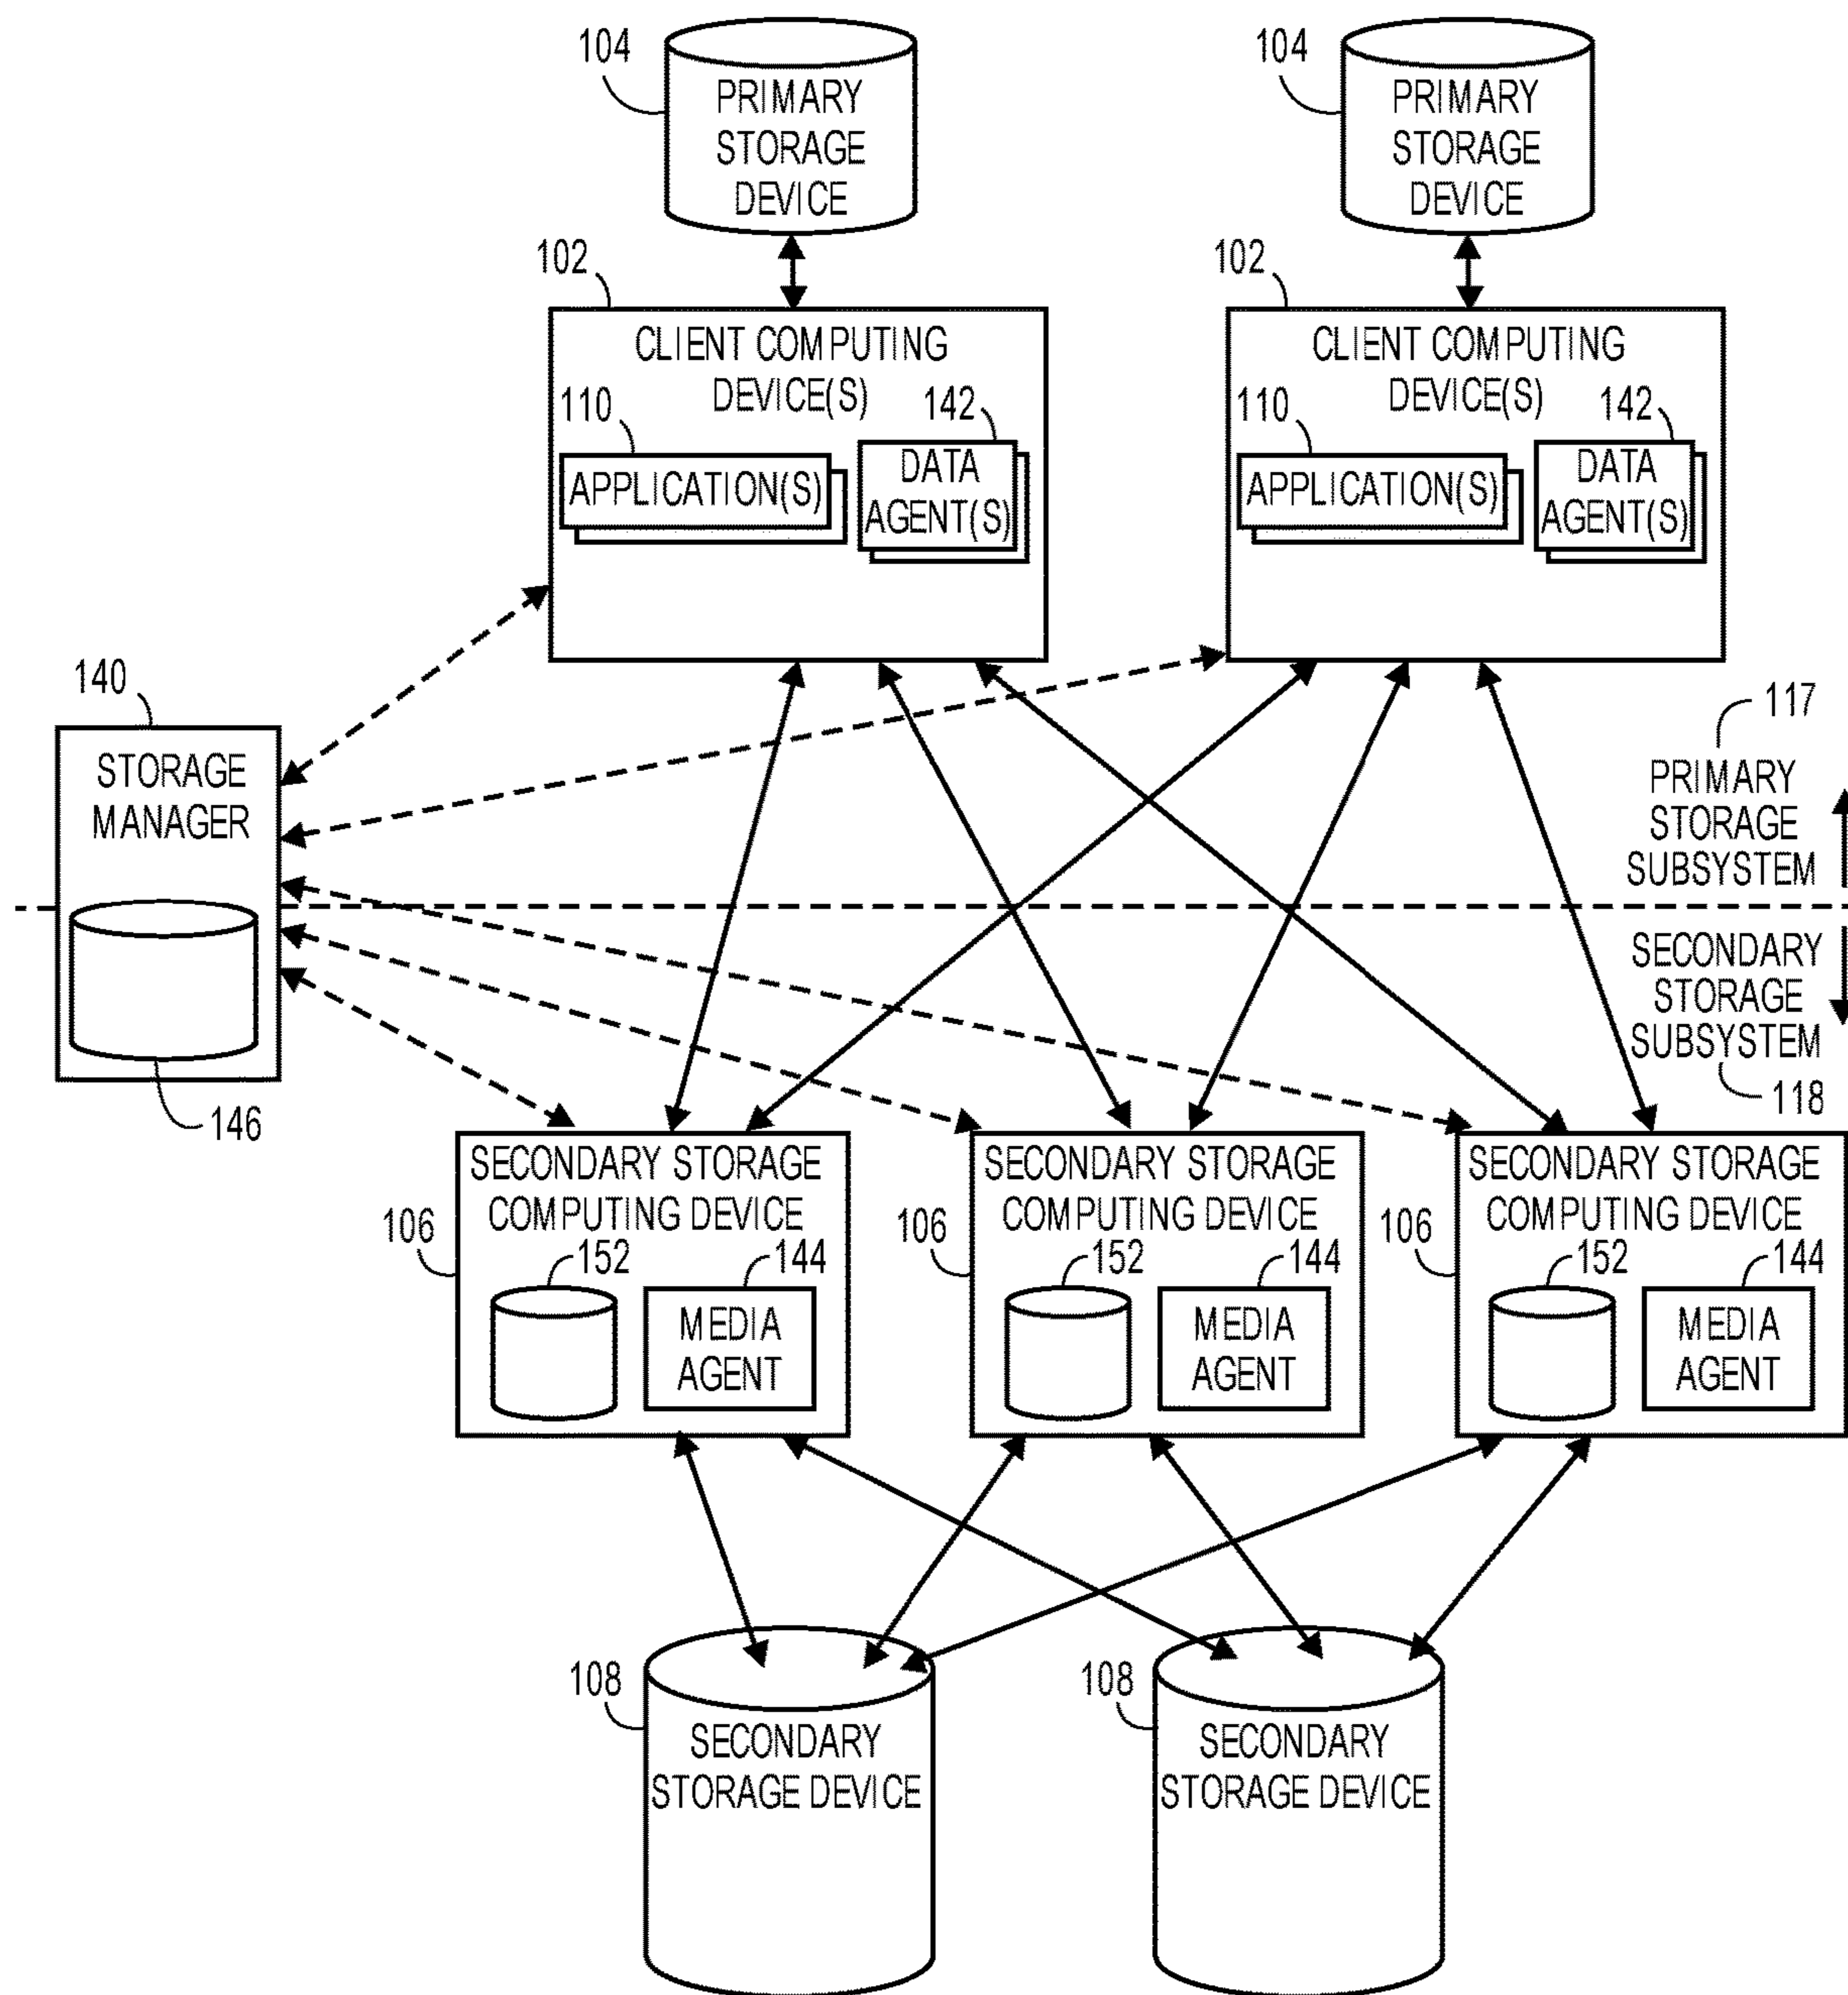 104
PRIMARY
STORAGE
DEVICE
104
PRIMARY
STORAGE
DEVICE
102
CLIENT COMPUTING
DEVICE(S)
110
142
APPLICATION(S)
DATA
AGENT(S)
102
CLIENT COMPUTING
DEVICE(S)
110
142
APPLICATION(S)
DATA
AGENT(S)
140
STORAGE
MANAGER
146
117
PRIMARY
STORAGE
SUBSYSTEM
SECONDARY
STORAGE
SUBSYSTEM
118
SECONDARY STORAGE
COMPUTING DEVICE
106
152
144
MEDIA
AGENT
SECONDARY STORAGE
COMPUTING DEVICE
106
152
144
MEDIA
AGENT
SECONDARY STORAGE
COMPUTING DEVICE
106
152
144
MEDIA
AGENT
108
SECONDARY
STORAGE DEVICE
108
SECONDARY
STORAGE DEVICE